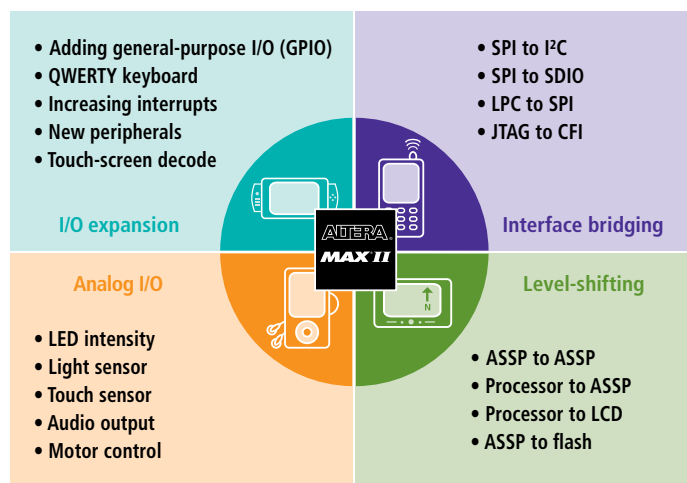 • Adding general-purpose I/O (GPIO)
• QWERTY keyboard
• Increasing interrupts
• New peripherals
• Touch-screen decode
I/O expansion
• SPI to I²C
• SPI to SDIO
• LPC to SPI
• JTAG to CFI
Interface bridging
ALTERA.
MAX II
N
Analog I/O
• LED intensity
• Light sensor
• Touch sensor
• Audio output
• Motor control
Level-shifting
• ASSP to ASSP
• Processor to ASSP
• Processor to LCD
• ASSP to flash